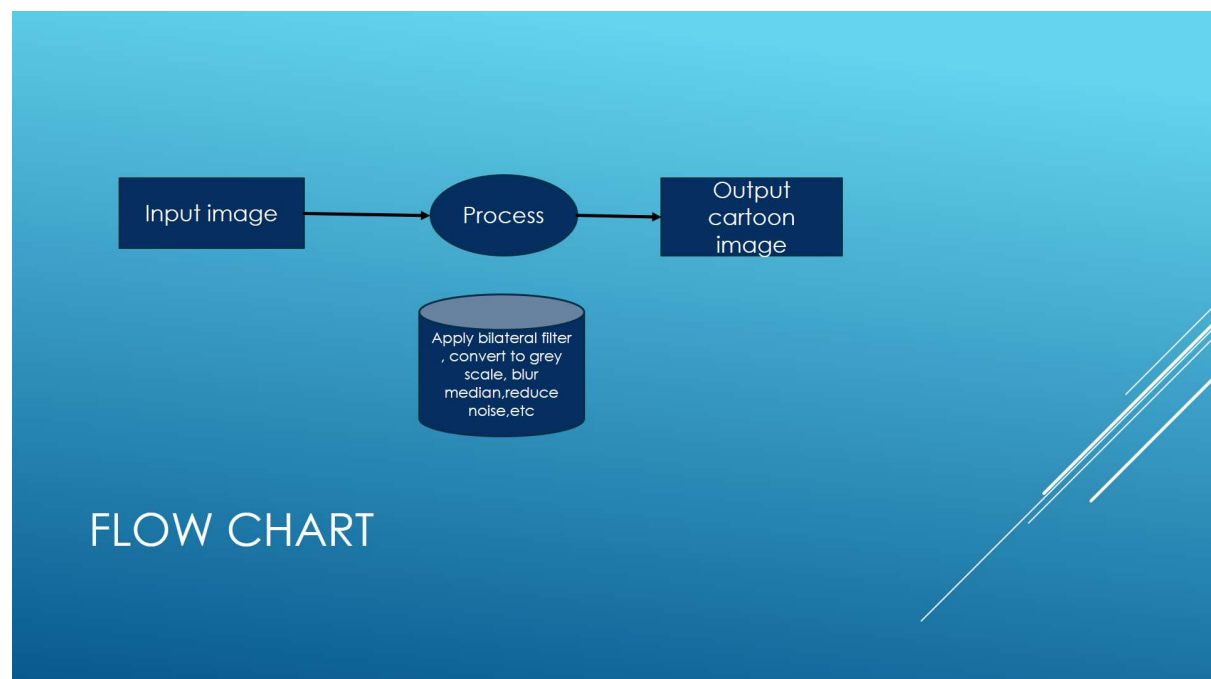 Input image
Process
Output
cartoon
image
Apply bilateral filter
, convert to grey
scale, blur
median,reduce
noise,etc
FLOW CHART